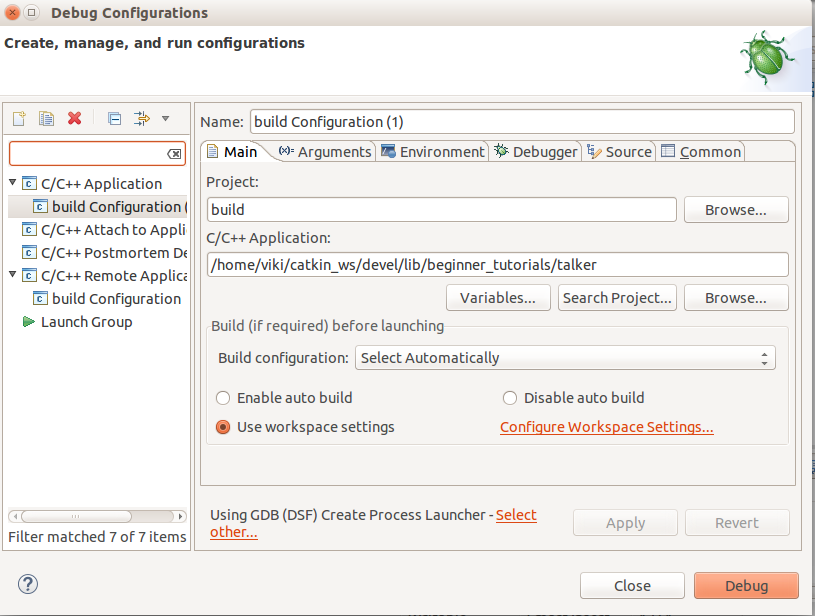 Debug Configurations
Create, manage, and run configurations
Name: build Configuration (1)
Main (x)= Arguments Environment Debugger Source Common
C/C++ Application
build Configuration (
C/C++ Attach to Appli
C/C++ Postmortem De
C/C++ Remote Applica
build Configuration
Launch Group
Filter matched 7 of 7 items
Project:
build Browse...
C/C++ Application:
/home/viki/catkin_ws/devel/lib/beginner_tutorials/talker
Variables... Search Project... Browse...
Build (if required) before launching
Build configuration: Select Automatically
Enable auto build Disable auto build
Use workspace settings Configure Workspace Settings...
Using GDB (DSF) Create Process Launcher - Select
other...
Apply Revert
? Close Debug